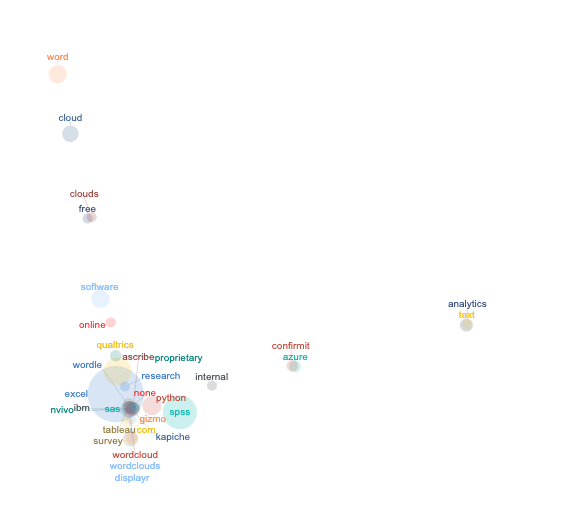 word
cloud
clouds
free
software
analytics
text
online
qualtrics
confirmit
ascribe
proprietary
azure
wordle
research
internal
excel
none
python
nvivo
ibm
sas
spss
gizmo
tableau
com
kapiche
survey
wordcloud
wordclouds
displayr